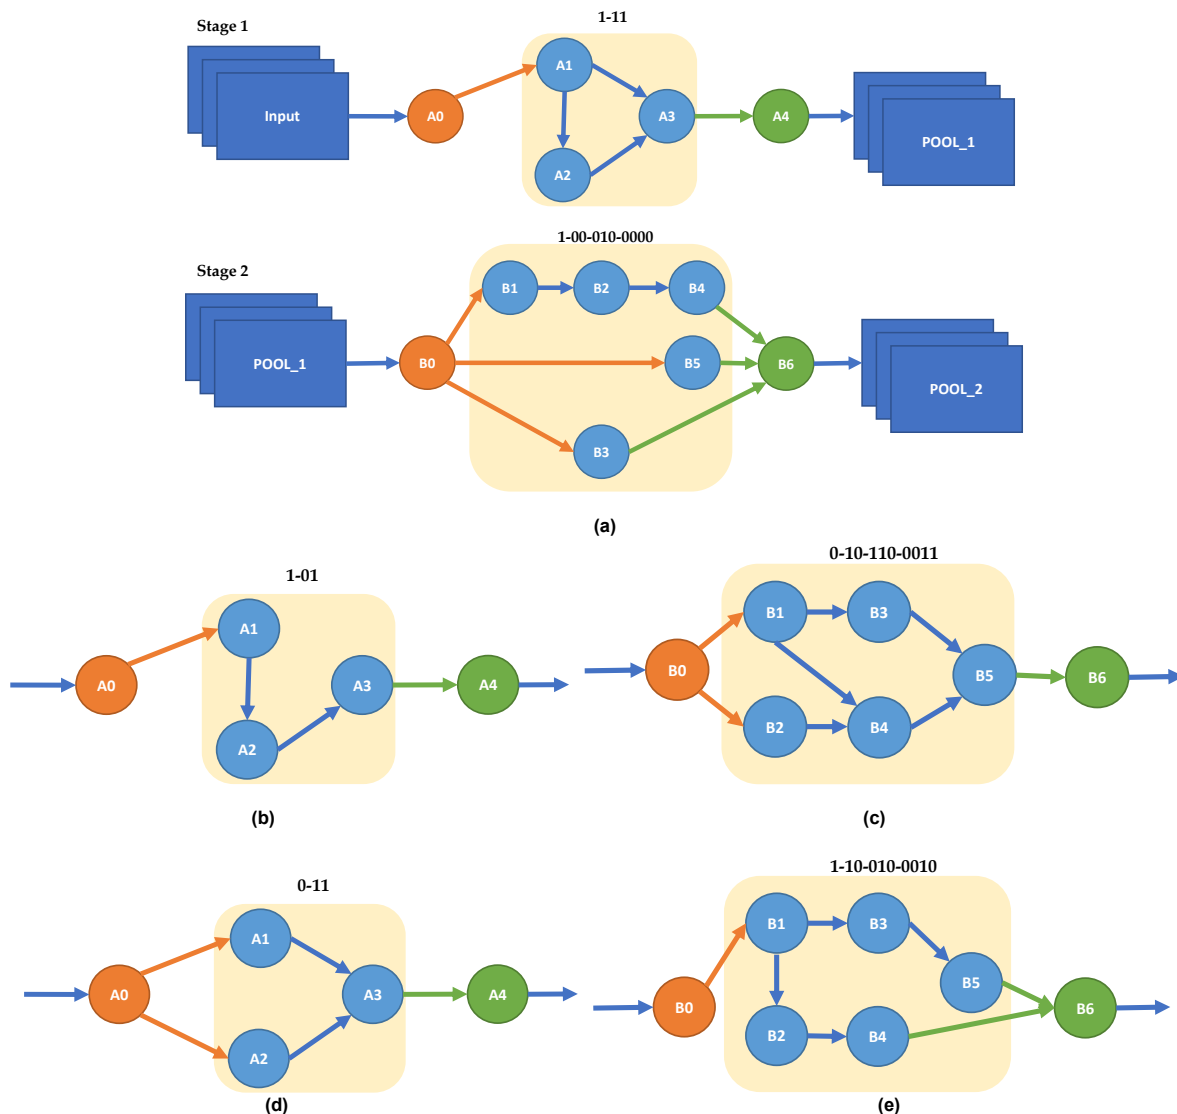 Stage 1
1-11
Input
A0
A1
A2
A3
A4
POOL_1
Stage 2
1-00-010-0000
POOL_1
B0
B1
B2
B4
B5
B3
B6
POOL_2
(a)
1-01
A0
A1
A2
A3
A4
(b)
0-10-110-0011
B0
B1
B3
B2
B4
B5
B6
(c)
0-11
A0
A1
A2
A3
A4
(d)
1-10-010-0010
B0
B1
B3
B2
B4
B5
B6
(e)